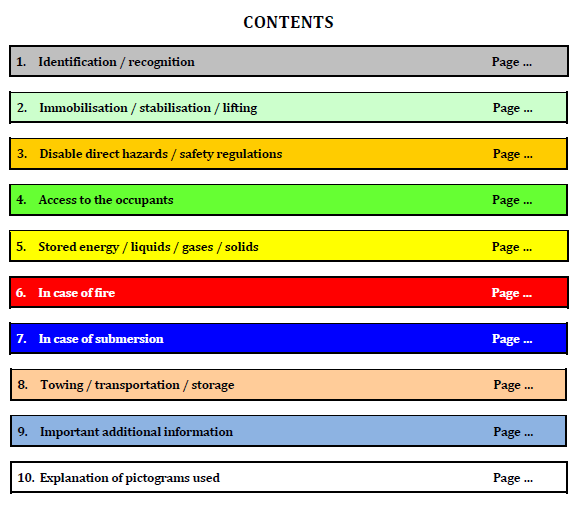 CONTENTS
1. Identification / recognition Page ...
2. Immobilisation / stabilisation / lifting Page ...
3. Disable direct hazards / safety regulations Page ...
4. Access to the occupants Page ...
5. Stored energy / liquids / gases / solids Page ...
6. In case of fire Page ...
7. In case of submersion Page ...
8. Towing / transportation / storage Page ...
9. Important additional information Page ...
10. Explanation of pictograms used Page ...